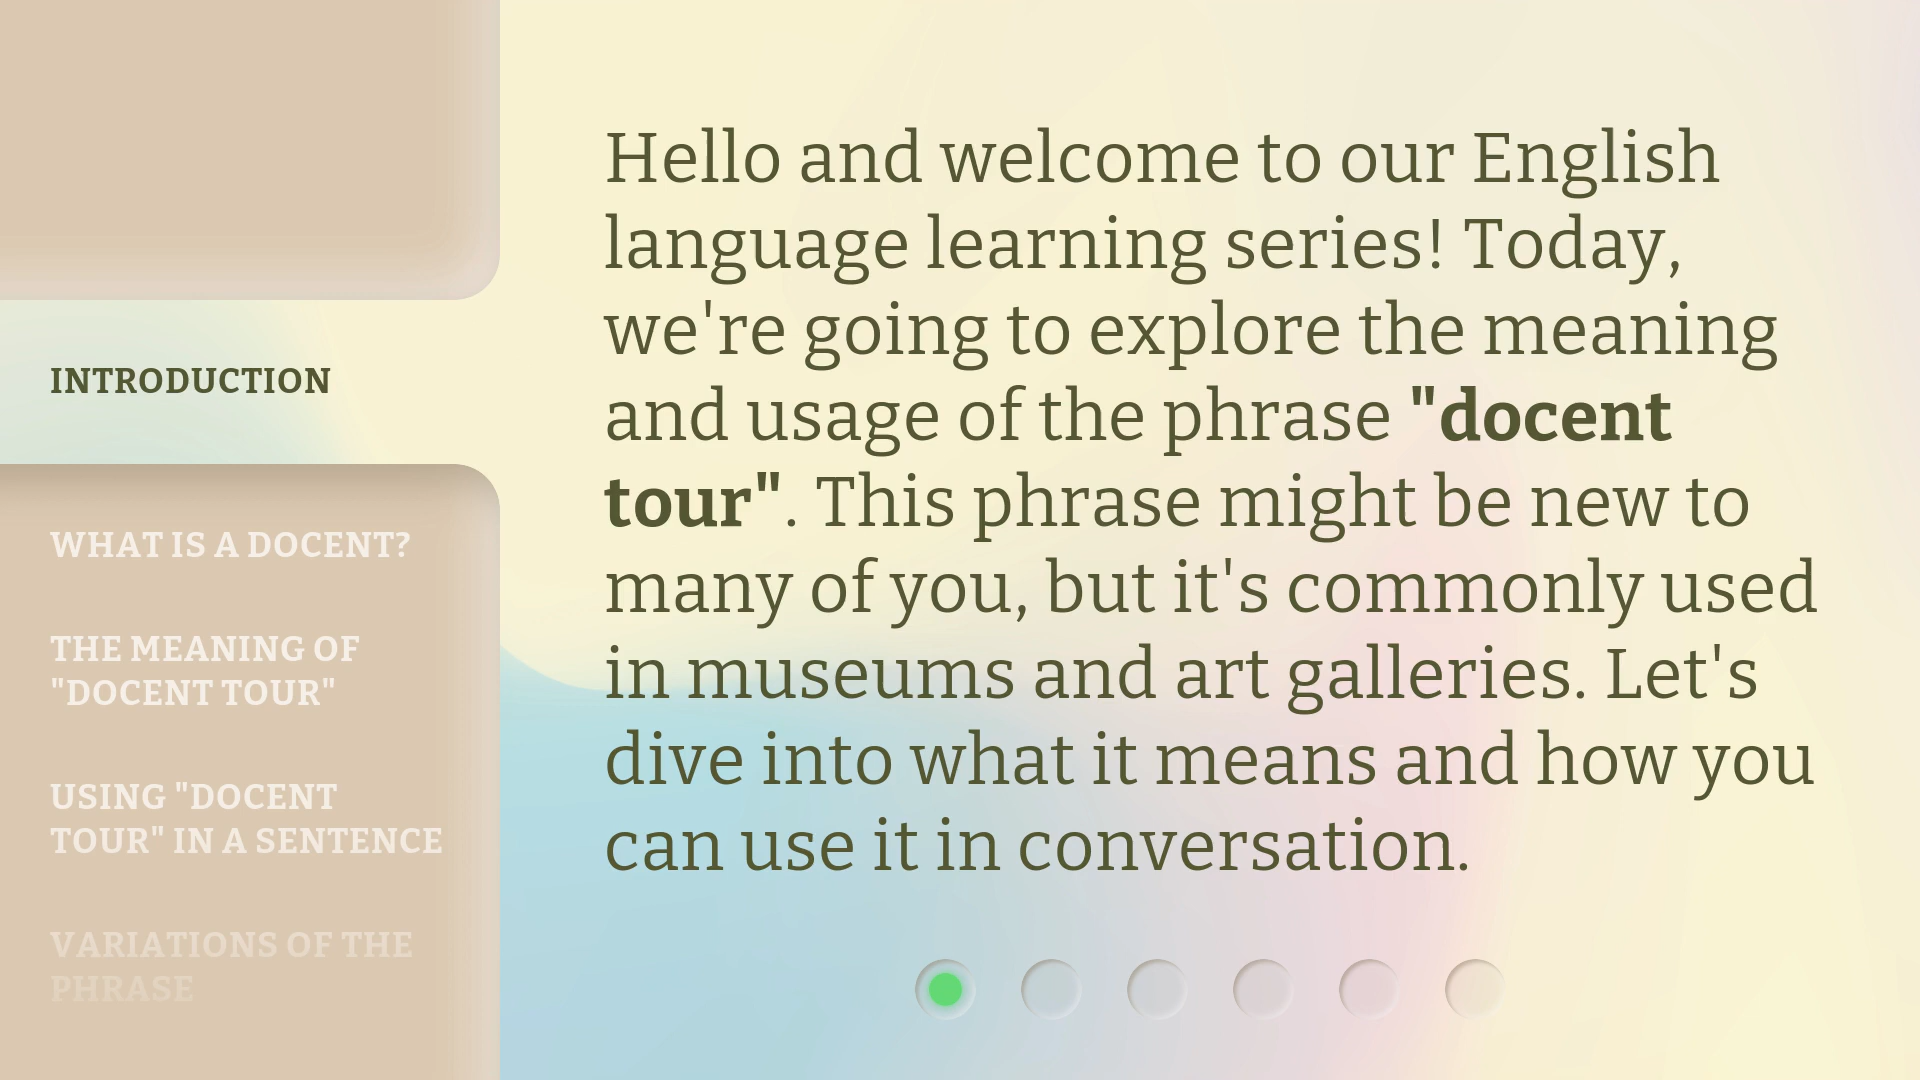 INTRODUCTION
WHAT IS A DOCENT?
THE MEANING OF
"DOCENT TOUR"
USING "DOCENT
TOUR" IN A SENTENCE
VARIATIONS OF THE
PHRASE
Hello and welcome to our English
language learning series! Today,
we're going to explore the meaning
and usage of the phrase "docent
tour". This phrase might be new to
many of you, but it's commonly used
in museums and art galleries. Let's
dive into what it means and how you
can use it in conversation.